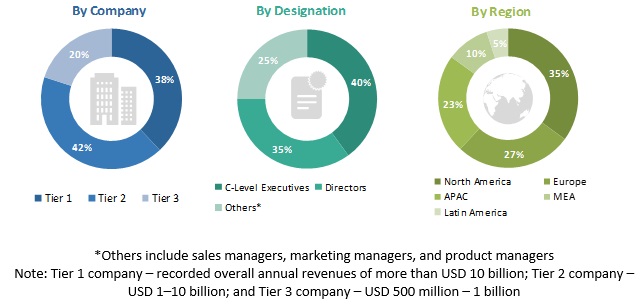 By Company
20%
38%
42%
Tier 1 Tier 2 Tier 3
By Designation
25%
40%
35%
C-Level Executives Directors
Others*
By Region
5%
10%
35%
23%
27%
North America Europe
APAC MEA
Latin America
*Others include sales managers, marketing managers, and product managers
Note: Tier 1 company – recorded overall annual revenues of more than USD 10 billion; Tier 2 company –
USD 1–10 billion; and Tier 3 company – USD 500 million – 1 billion